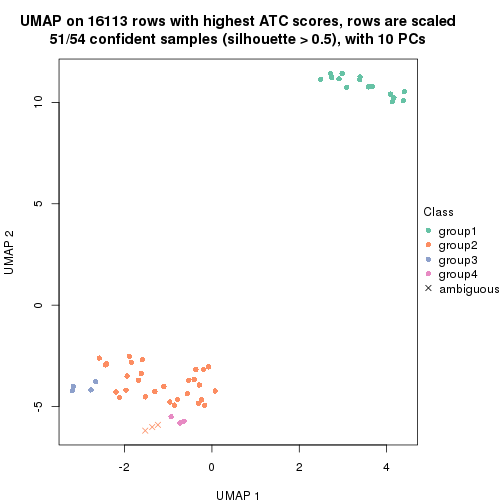 UMAP on 16113 rows with highest ATC scores, rows are scaled
51/54 confident samples (silhouette > 0.5), with 10 PCs
10
5
0
-5
UMAP 2
-2
0
2
4
UMAP 1
Class
group1
group2
group3
group4
ambiguous